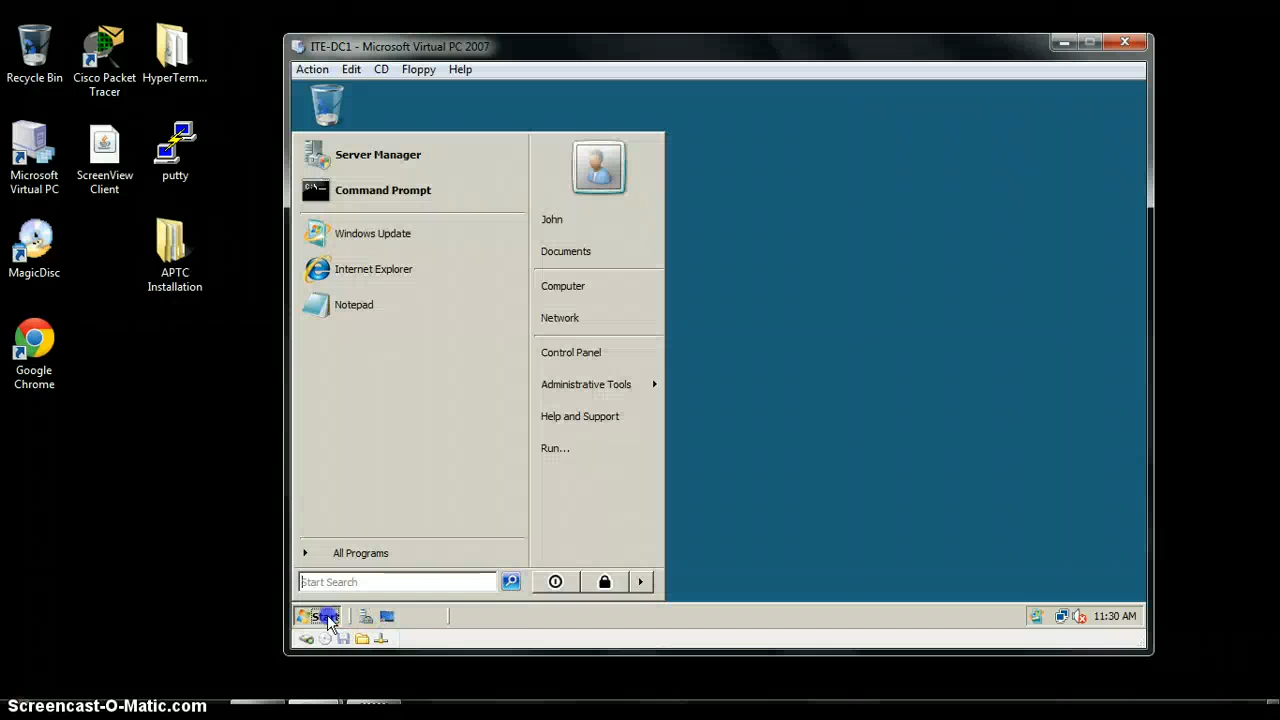 Recycle Bin
Cisco Packet
Tracer
HyperTerm...
Microsoft
Virtual PC
ScreenView
Client
putty
MagicDisc
APTC
Installation
Google
Chrome
ITE-DC1 - Microsoft Virtual PC 2007
Action Edit CD Floppy Help
Server Manager
C:\
Command Prompt
Windows Update
Internet Explorer
Notepad
All Programs
Start Search
John
Documents
Computer
Network
Control Panel
Administrative Tools
Help and Support
Run...
Start
11:30 AM
Screencast-O-Matic.com